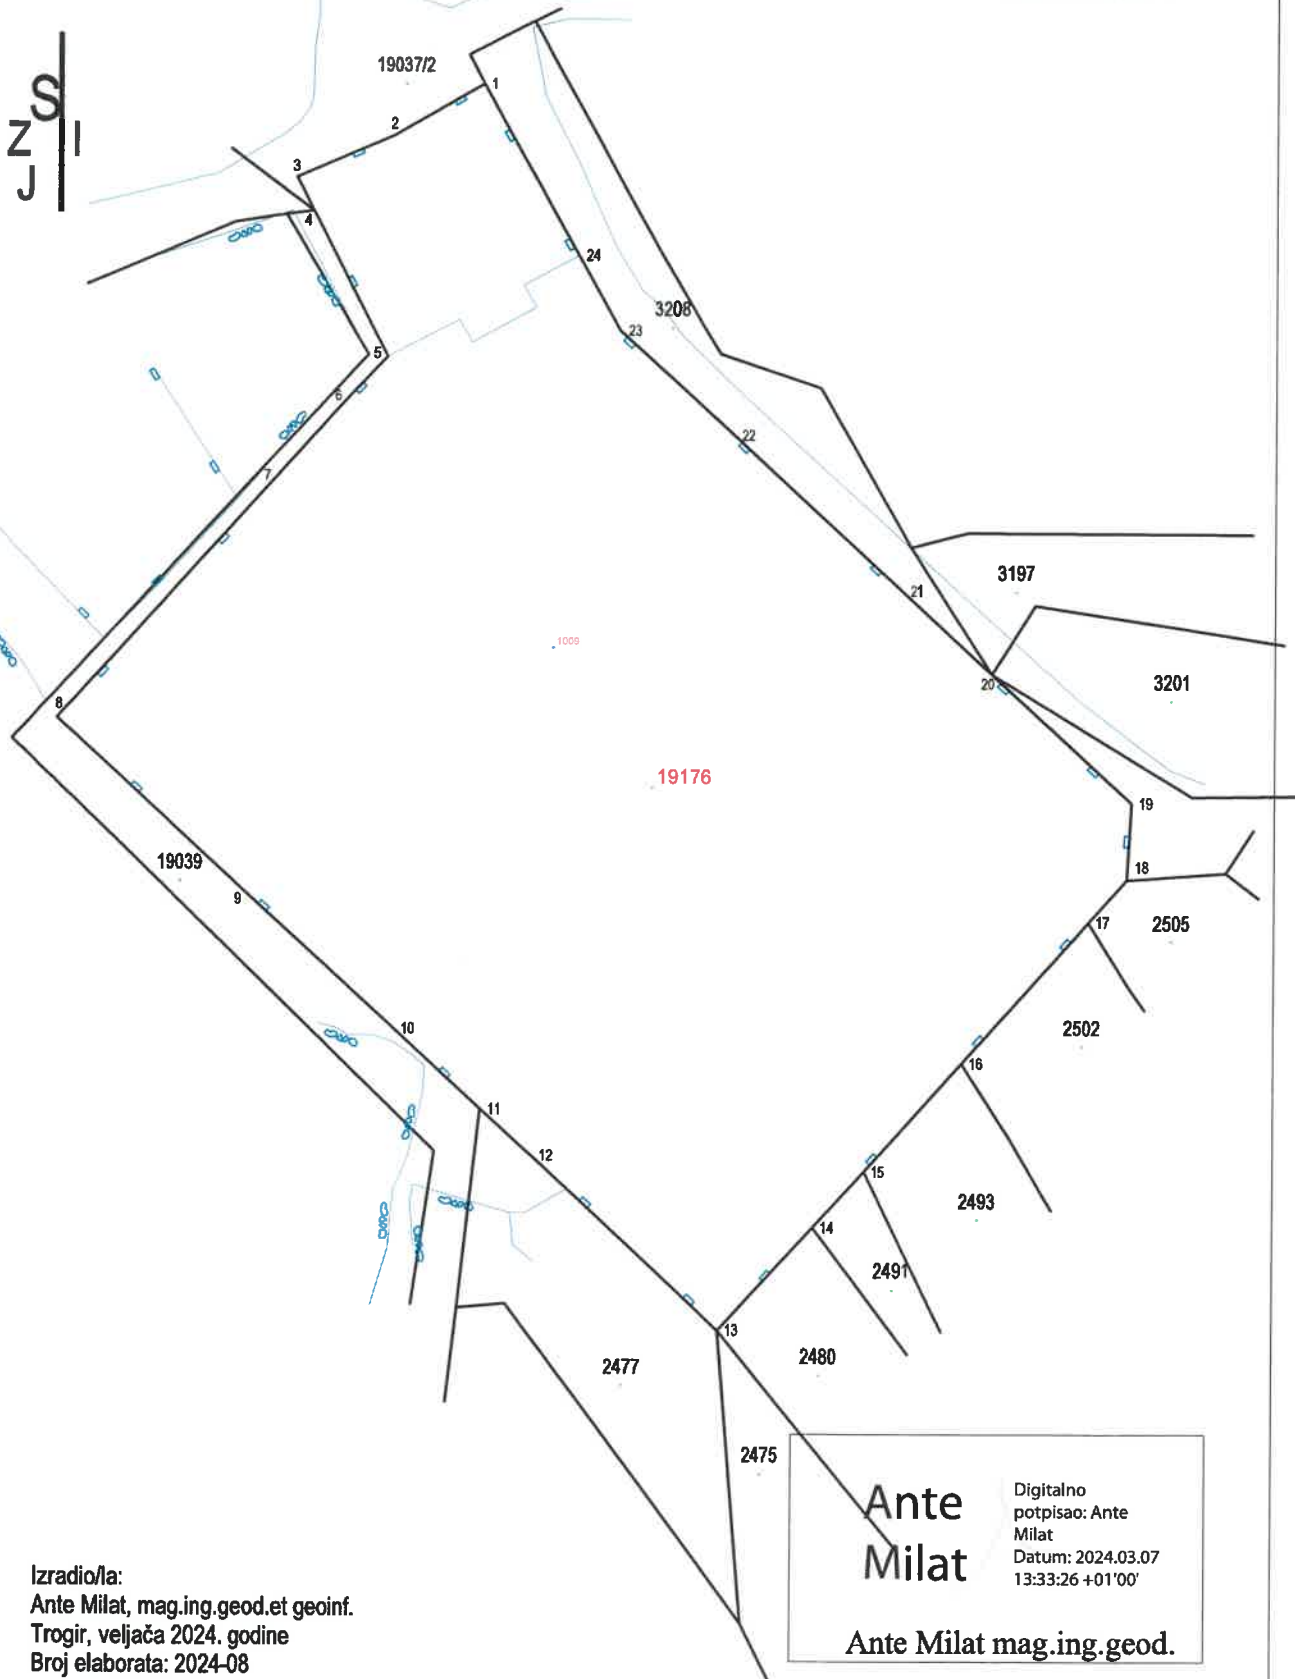 S
Z I
J
19037/2
1
2
3
4
24
3208
23
5
6
22
7
3197
21
1009
3201
20
8
19176
19
19039
18
9
17
2505
10
2502
16
11
12
15
2493
14
2491
13
2480
2477
2475
Ante
Milat
Digitalno
potpisao: Ante
Milat
Datum: 2024.03.07
13:33:26 +01'00'
Ante Milat mag.ing.geod.
Izradio/la:
Ante Milat, mag.ing.geod.et geoinf.
Trogir, veljača 2024. godine
Broj elaborata: 2024-08